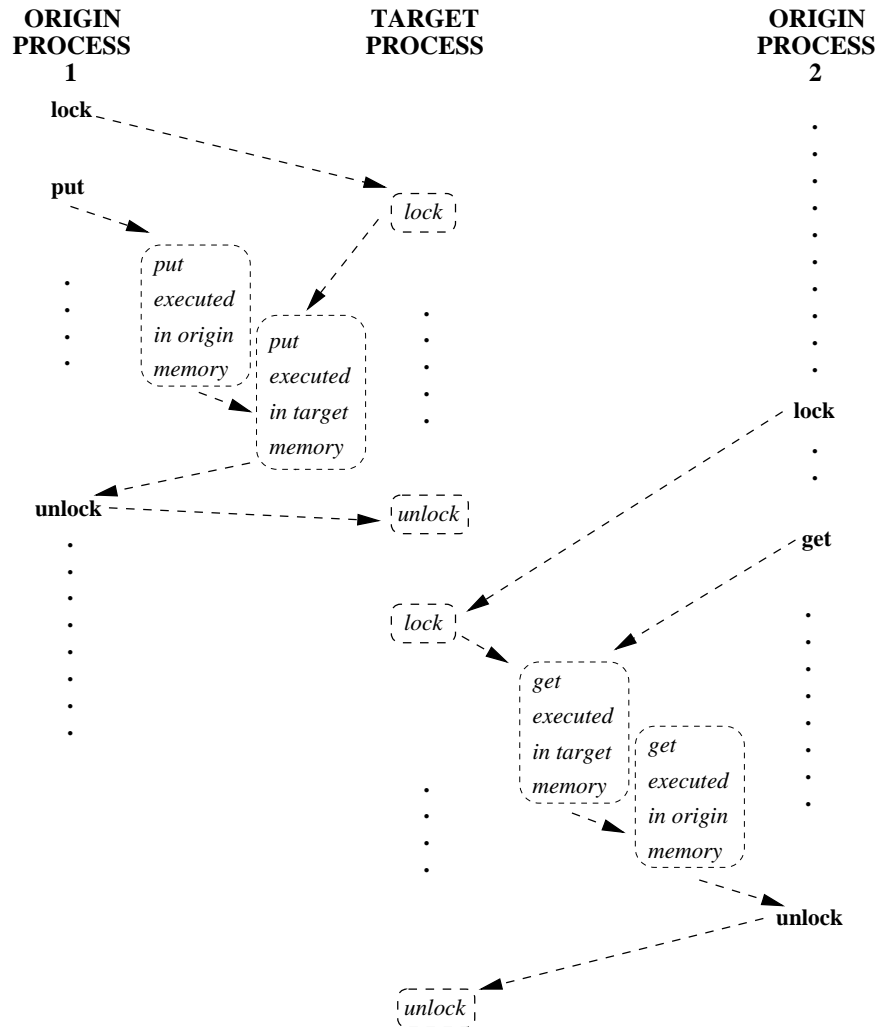 ORIGIN
PROCESS
1
TARGET
PROCESS
ORIGIN
PROCESS
2
lock
put
lock
put
executed
in origin
memory
put
executed
in target
memory
lock
unlock
unlock
get
lock
get
executed
in target
memory
get
executed
in origin
memory
unlock
unlock